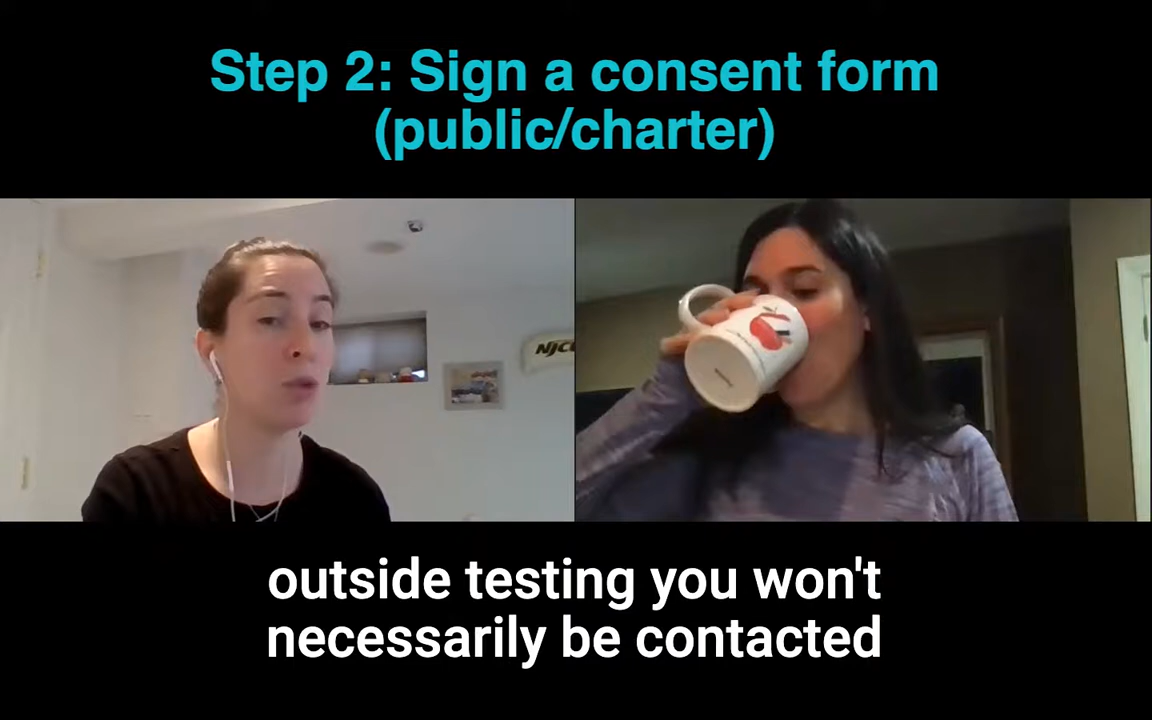 Step 2: Sign a consent form
(public/charter)
outside testing you won't
necessarily be contacted